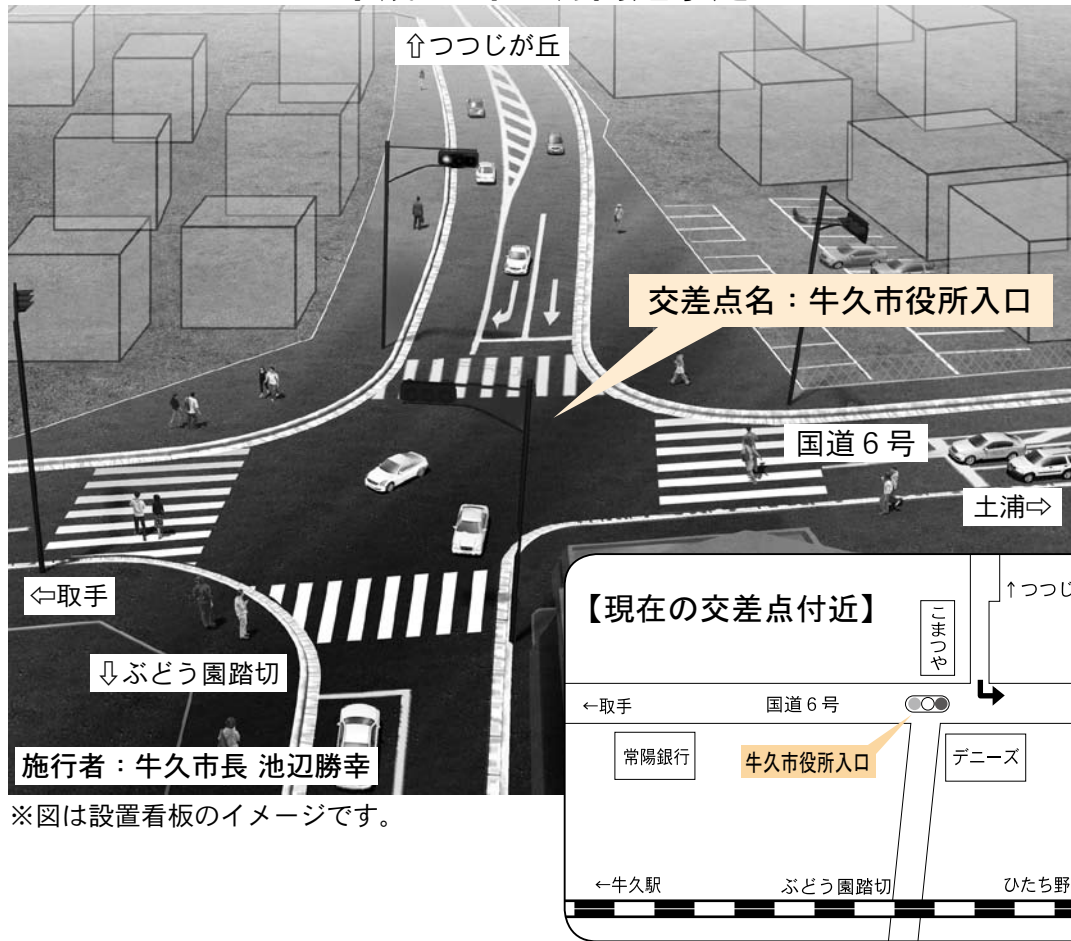 ⇧つつじが丘
交差点名：牛久市役所入口
国道６号
土浦⇨
⇦取手
⇩ぶどう園踏切
施行者：牛久市長 池辺勝幸
※図は設置看板のイメージです。
【現在の交差点付近】
こまつや
↑つつじ
←取手
国道６号
常陽銀行
牛久市役所入口
デニーズ
←牛久駅
ぶどう園踏切
ひたち野